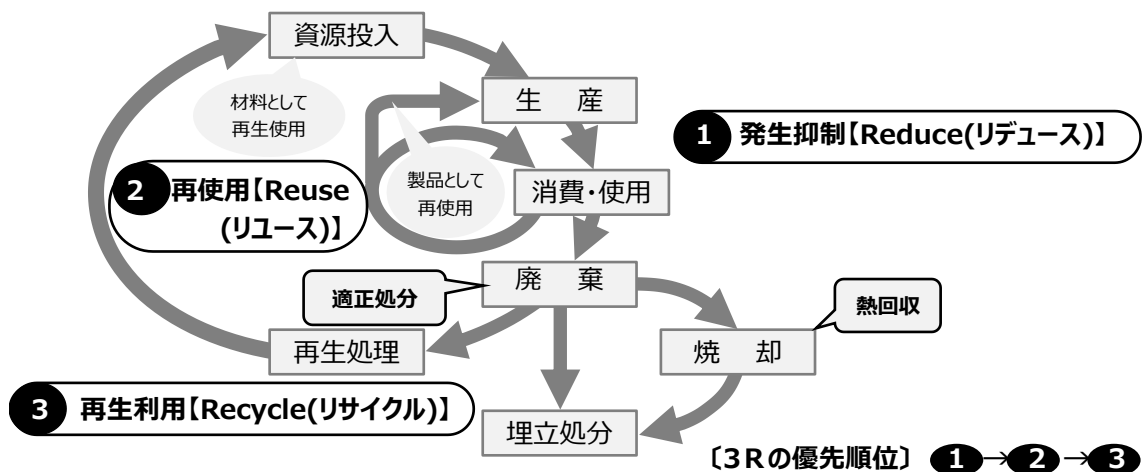 資源投入
材料として
再生使用
生　産
1 発生抑制【Reduce(リデュース)】
2 再使用【Reuse
(リユース)】
製品として
再使用
消費・使用
廃　棄
適正処分
熱回収
再生処理
焼　却
3 再生利用【Recycle(リサイクル)】
埋立処分
〔3Rの優先順位〕 1→2→3